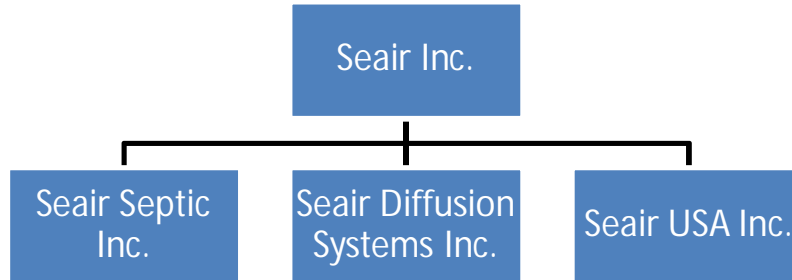 Seair Inc.
Seair Septic
Inc.
Seair Diffusion
Systems Inc.
Seair USA Inc.